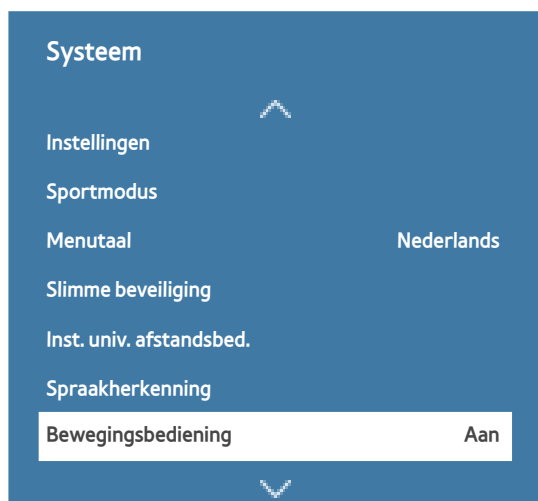 Systeem
Instellingen
Sportmodus
Menutaal Nederlands
Slimme beveiliging
Inst. univ. afstandsbed.
Spraakherkenning
Bewegingsbediening Aan